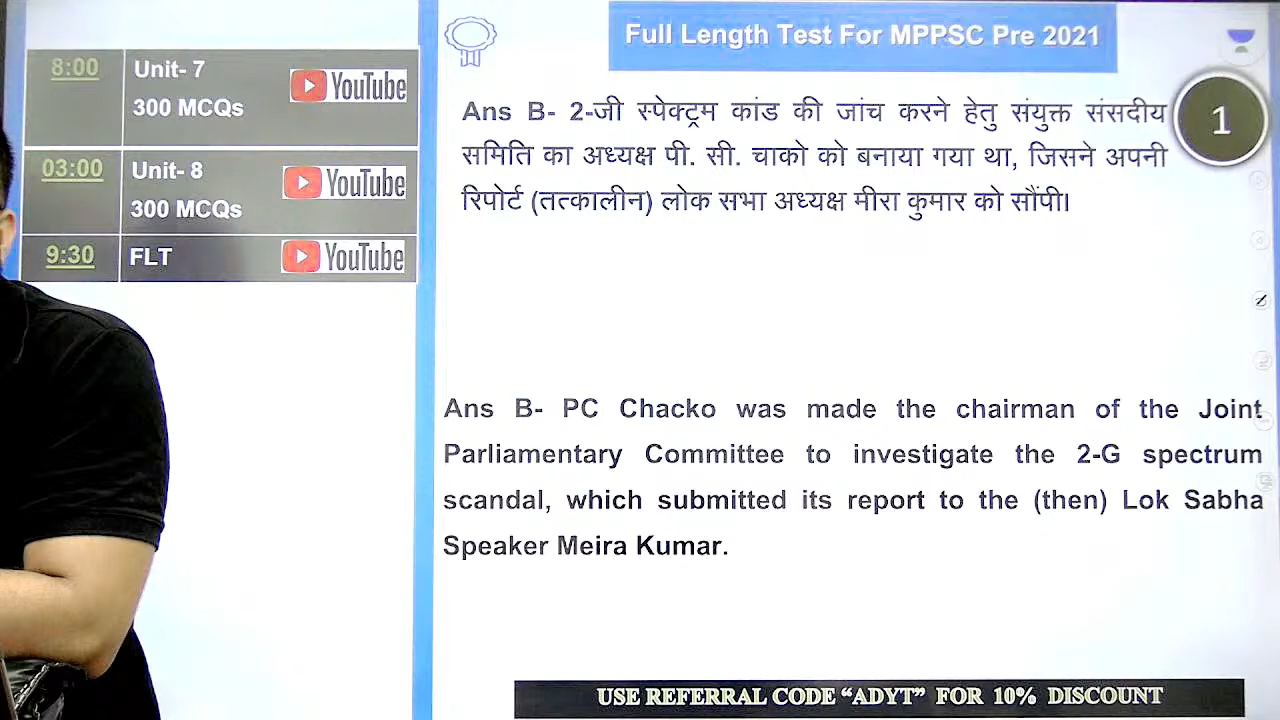 8:00
Unit- 7
300 MCQs
YouTube
03:00
Unit- 8
300 MCQs
YouTube
9:30
FLT
YouTube
Full Length Test For MPPSC Pre 2021
1
Ans B- 2-जी स्पेक्ट्रम कांड की जांच करने हेतु संयुक्त संसदीय
समिति का अध्यक्ष पी. सी. चाको को बनाया गया था, जिसने अपनी
रिपोर्ट (तत्कालीन) लोक सभा अध्यक्ष मीरा कुमार को सौंपी।
Ans B- PC Chacko was made the chairman of the Joint
Parliamentary Committee to investigate the 2-G spectrum
scandal, which submitted its report to the (then) Lok Sabha
Speaker Meira Kumar.
USE REFERRAL CODE “ADYT” FOR 10% DISCOUNT